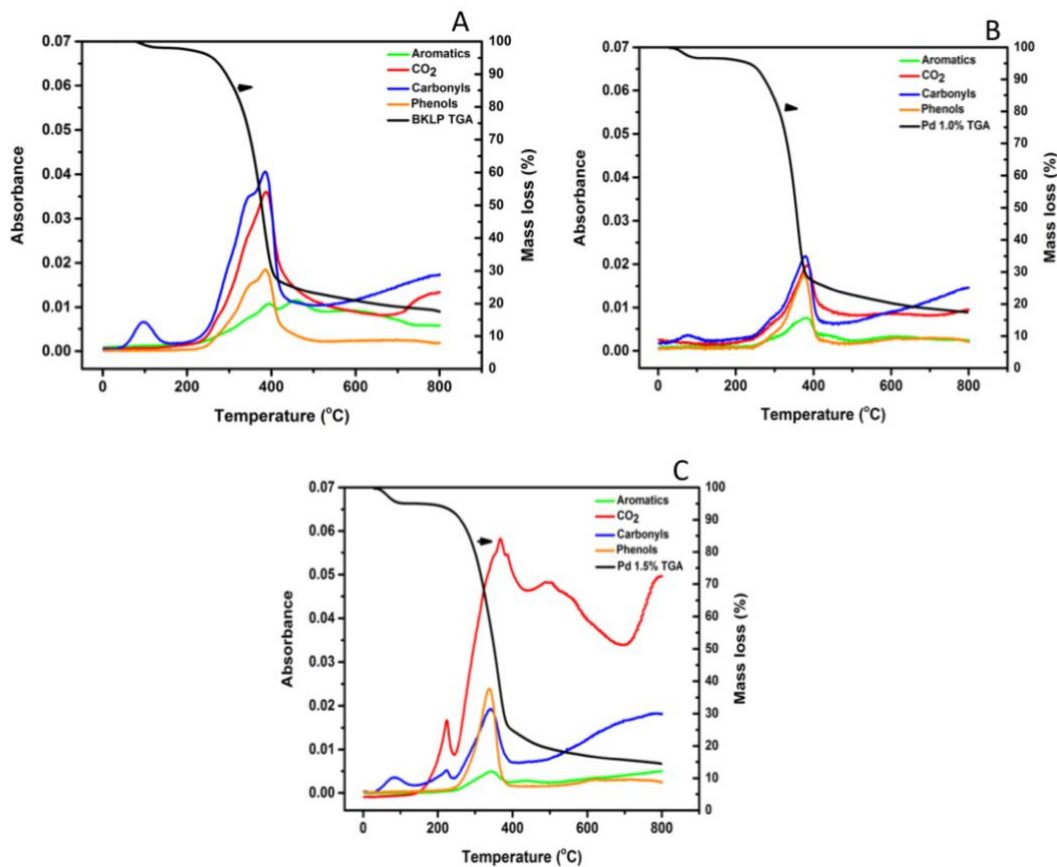 A
Absorbance
0.07
0.06
0.05
0.04
0.03
0.02
0.01
0.00
Aromatics
CO2
Carbonyls
Phenols
BKLP TGA
100
90
80
70
60
50
40
30
20
10
0
Mass loss (%)
0 200 400 600 800
Temperature (°C)
B
Absorbance
0.07
0.06
0.05
0.04
0.03
0.02
0.01
0.00
Aromatics
CO2
Carbonyls
Phenols
Pd 1.0% TGA
100
90
80
70
60
50
40
30
20
10
0
Mass loss (%)
0 200 400 600 800
Temperature (°C)
C
Absorbance
0.07
0.06
0.05
0.04
0.03
0.02
0.01
0.00
Aromatics
CO2
Carbonyls
Phenols
Pd 1.5% TGA
100
90
80
70
60
50
40
30
20
10
0
Mass loss (%)
0 200 400 600 800
Temperature (°C)